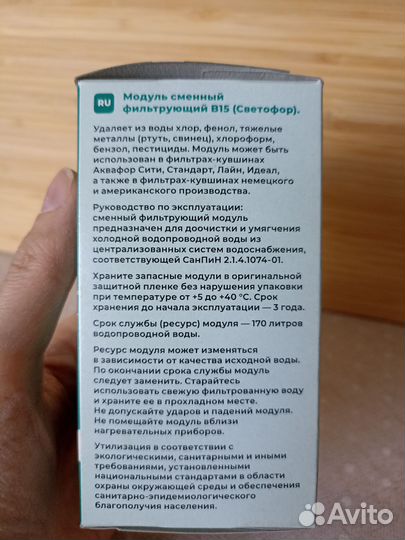 RU
Модуль сменный
фильтрующий В15 (Светофор).
Удаляет из воды хлор, фенол, тяжелые
металлы (ртуть, свинец), хлороформ,
бензол, пестициды. Модуль может быть
использован в фильтрах-кувшинах
Аквафор Сити, Стандарт, Лайн, Идеал,
а также в фильтрах-кувшинах немецкого
и американского производства.
Руководство по эксплуатации:
сменный фильтрующий модуль
предназначен для доочистки и умягчения
холодной водопроводной воды из
централизованных систем водоснабжения,
соответствующей СанПиН 2.1.4.1074-01.
Храните запасные модули в оригинальной
защитной пленке без нарушения упаковки
при температуре от +5 до +40 °С. Срок
хранения до начала эксплуатации — 3 года.
Срок службы (ресурс) модуля — 170 литров
водопроводной воды.
Ресурс модуля может изменяться
в зависимости от качества исходной воды.
По окончании срока службы модуль
следует заменить. Старайтесь
использовать свежую фильтрованную воду
и храните ее в прохладном месте.
Не допускайте ударов и падений модуля.
Не помещайте модуль вблизи
нагревательных приборов.
Утилизация в соответствии с
экологическими, санитарными и иными
требованиями, установленными
национальными стандартами в области
охраны окружающей среды и обеспечения
санитарно-эпидемиологического
благополучия населения.
Avito